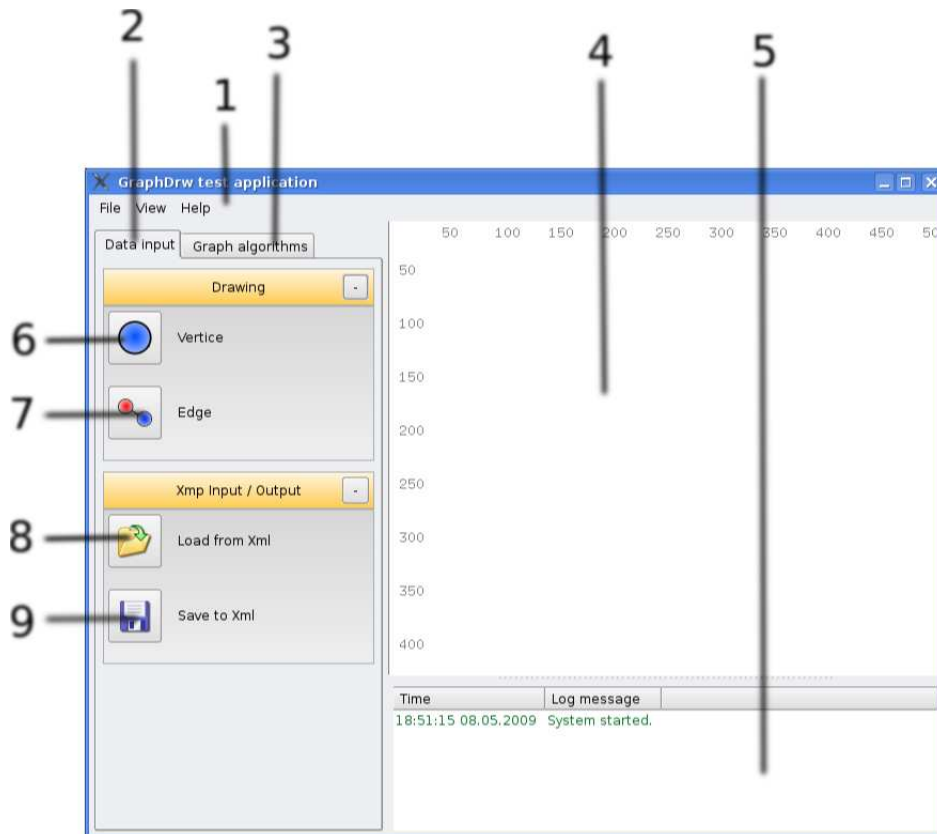 2
3
4
5
1
GraphDrw test application
File View Help
Data input Graph algorithms
50 100 150 200 250 300 350 400 450 50
Drawing -
50
100
150
200
250
300
350
400
6 Vertice
7 Edge
Xmp Input / Output -
8 Load from Xml
9 Save to Xml
Time Log message
18:51:15 08.05.2009 System started.